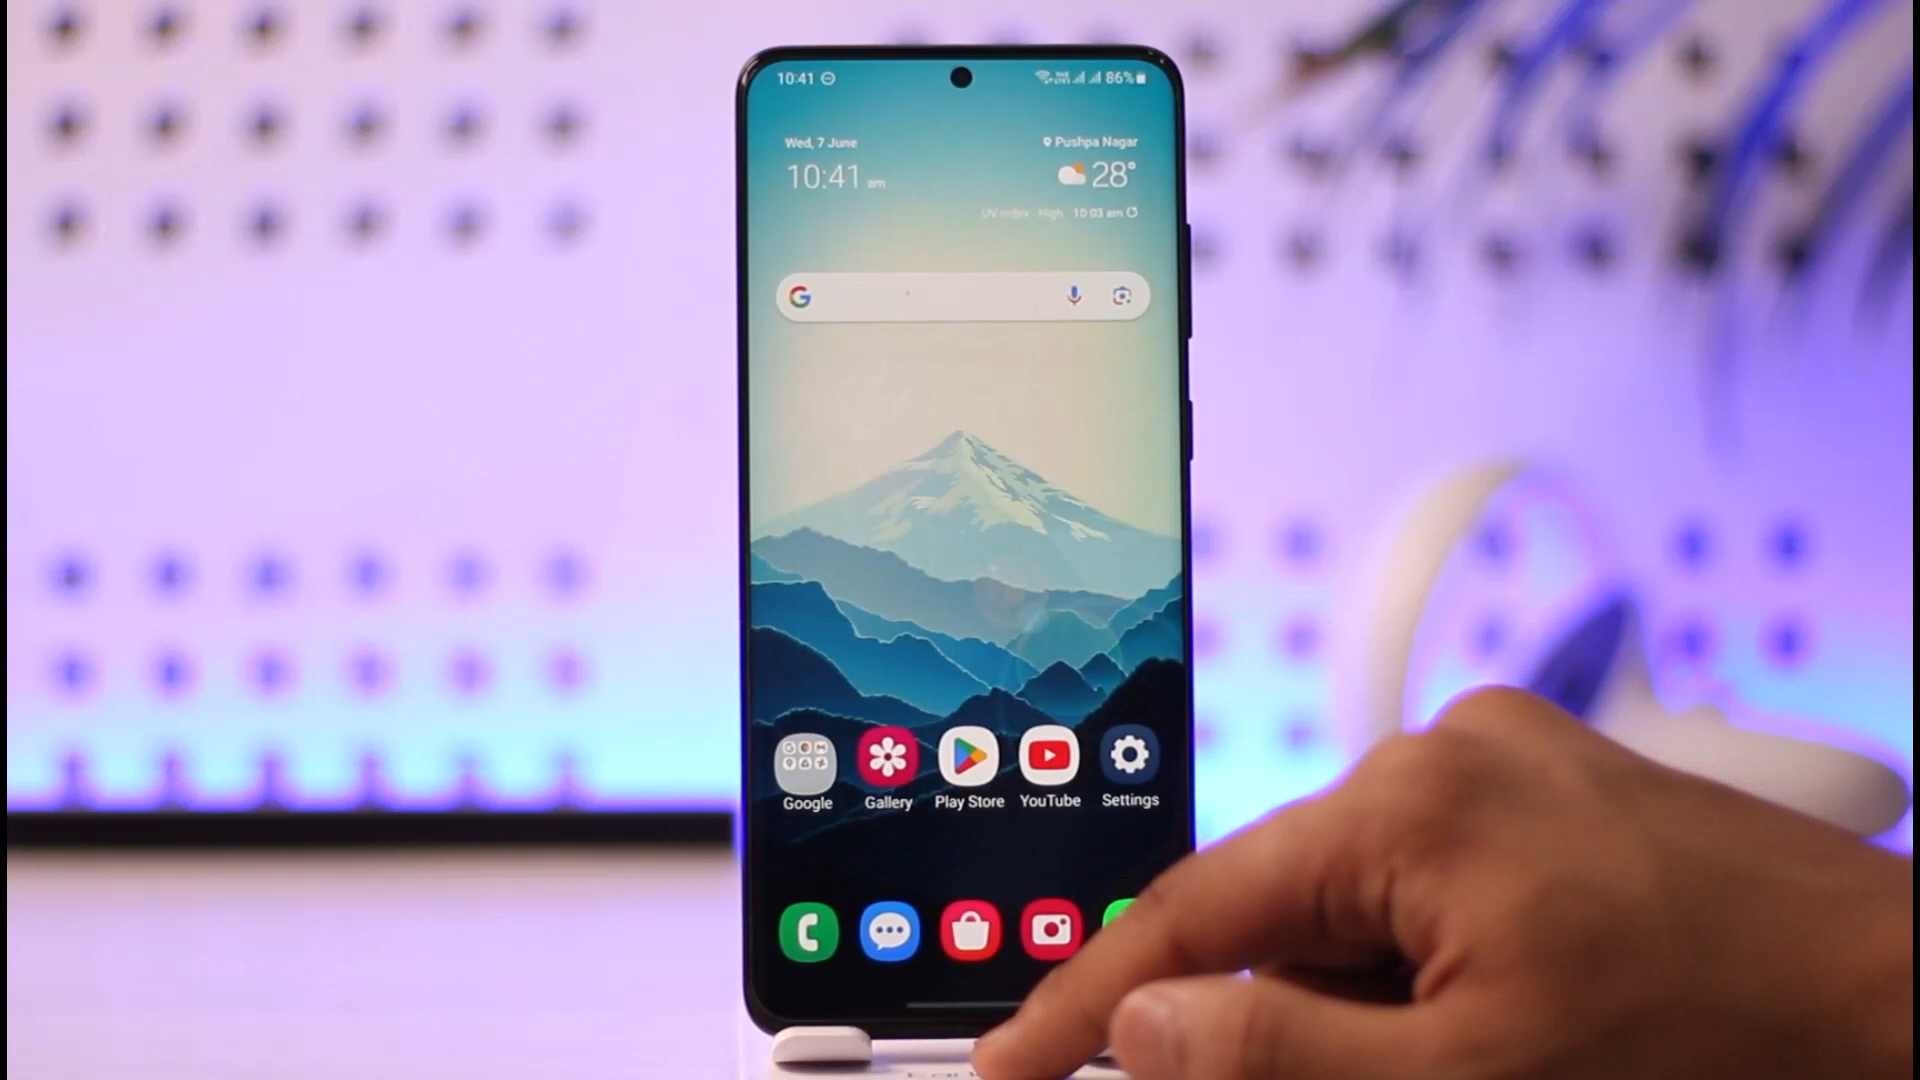 10:41
86%
Wed, 7 June
Pushpa Nagar
10:41 am
28°
UV index High 10:03 am
Google
Gallery
Play Store
YouTube
Settings